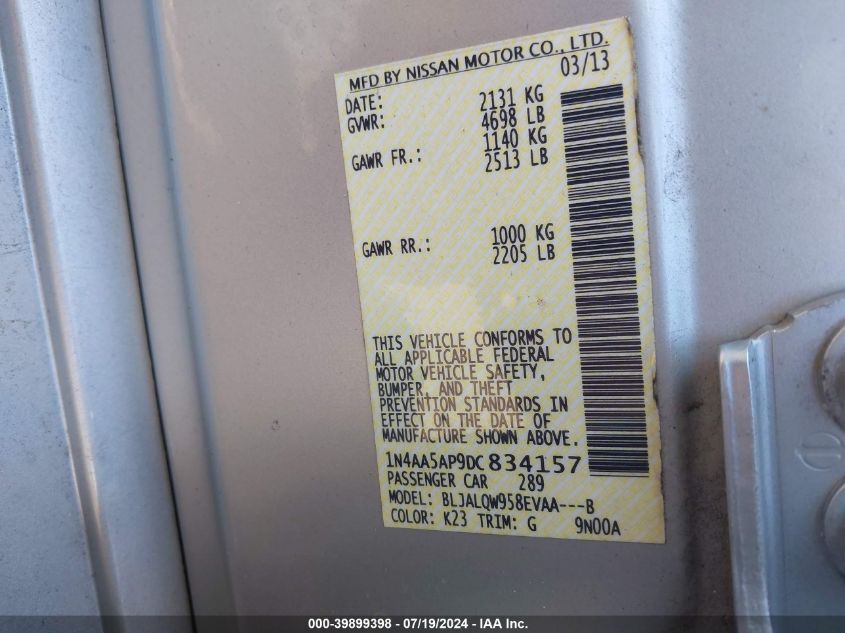 MFD BY NISSAN MOTOR CO., LTD.
DATE: 03/13
GVWR: 2131 KG
4698 LB
GAWR FR.: 1140 KG
2513 LB
GAWR RR.: 1000 KG
2205 LB
THIS VEHICLE CONFORMS TO
ALL APPLICABLE FEDERAL
MOTOR VEHICLE SAFETY,
BUMPER, AND THEFT
PREVENTION STANDARDS IN
EFFECT ON THE DATE OF
MANUFACTURE SHOWN ABOVE.
1N4AA5AP9DC834157
PASSENGER CAR 289
MODEL: BLJALQW958EVAA---B
COLOR: K23 TRIM: G 9N00A
000-39899398 - 07/19/2024 - IAA Inc.